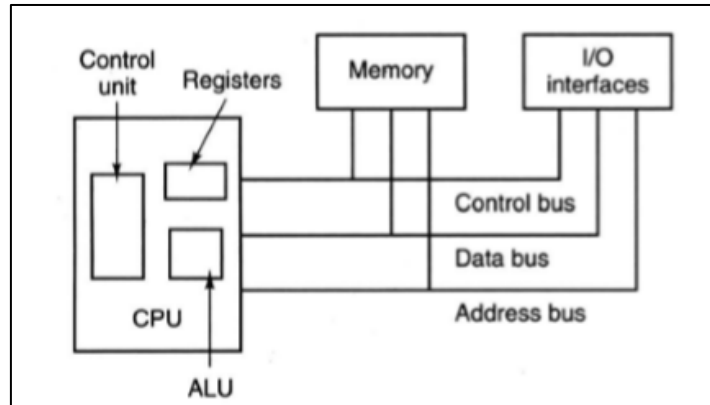 Control
unit
Registers
Memory
I/O
interfaces
Control bus
Data bus
Address bus
CPU
ALU